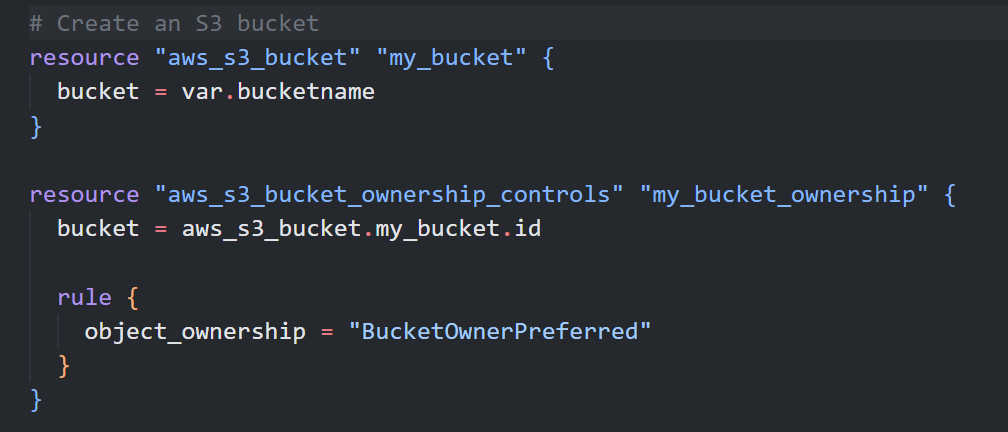 # Create an S3 bucket
resource "aws_s3_bucket" "my_bucket" {
  bucket = var.bucketname
}

resource "aws_s3_bucket_ownership_controls" "my_bucket_ownership" {
  bucket = aws_s3_bucket.my_bucket.id

  rule {
    object_ownership = "BucketOwnerPreferred"
  }
}